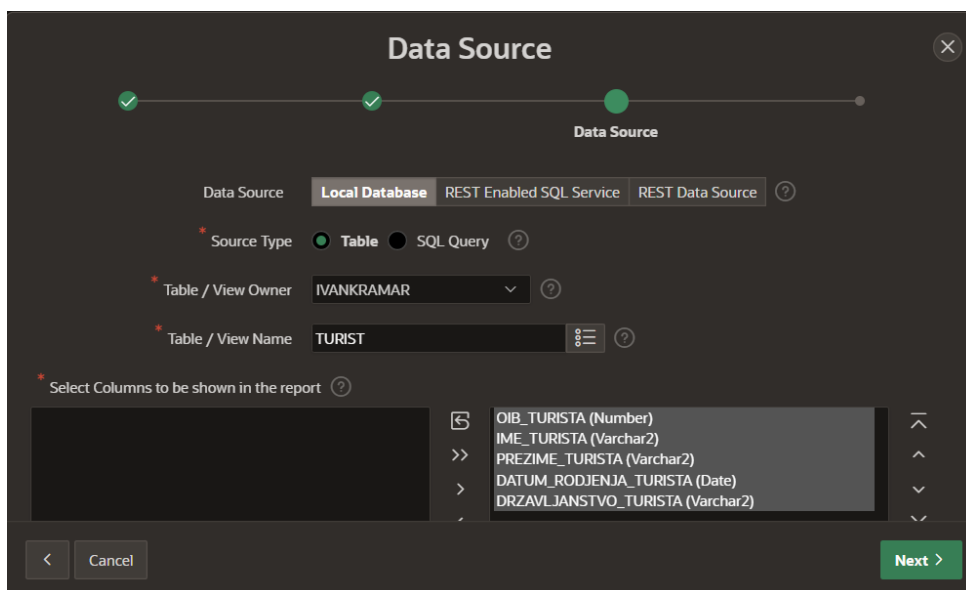 Data Source
Data Source
Data Source Local Database REST Enabled SQL Service REST Data Source ?
* Source Type Table SQL Query ?
* Table / View Owner IVANKRAMAR ?
* Table / View Name TURIST ?
* Select Columns to be shown in the report ?
OIB_TURISTA (Number)
IME_TURISTA (Varchar2)
PREZIME_TURISTA (Varchar2)
DATUM_RODJENJA_TURISTA (Date)
DRZAVLJANSTVO_TURISTA (Varchar2)
Cancel Next >